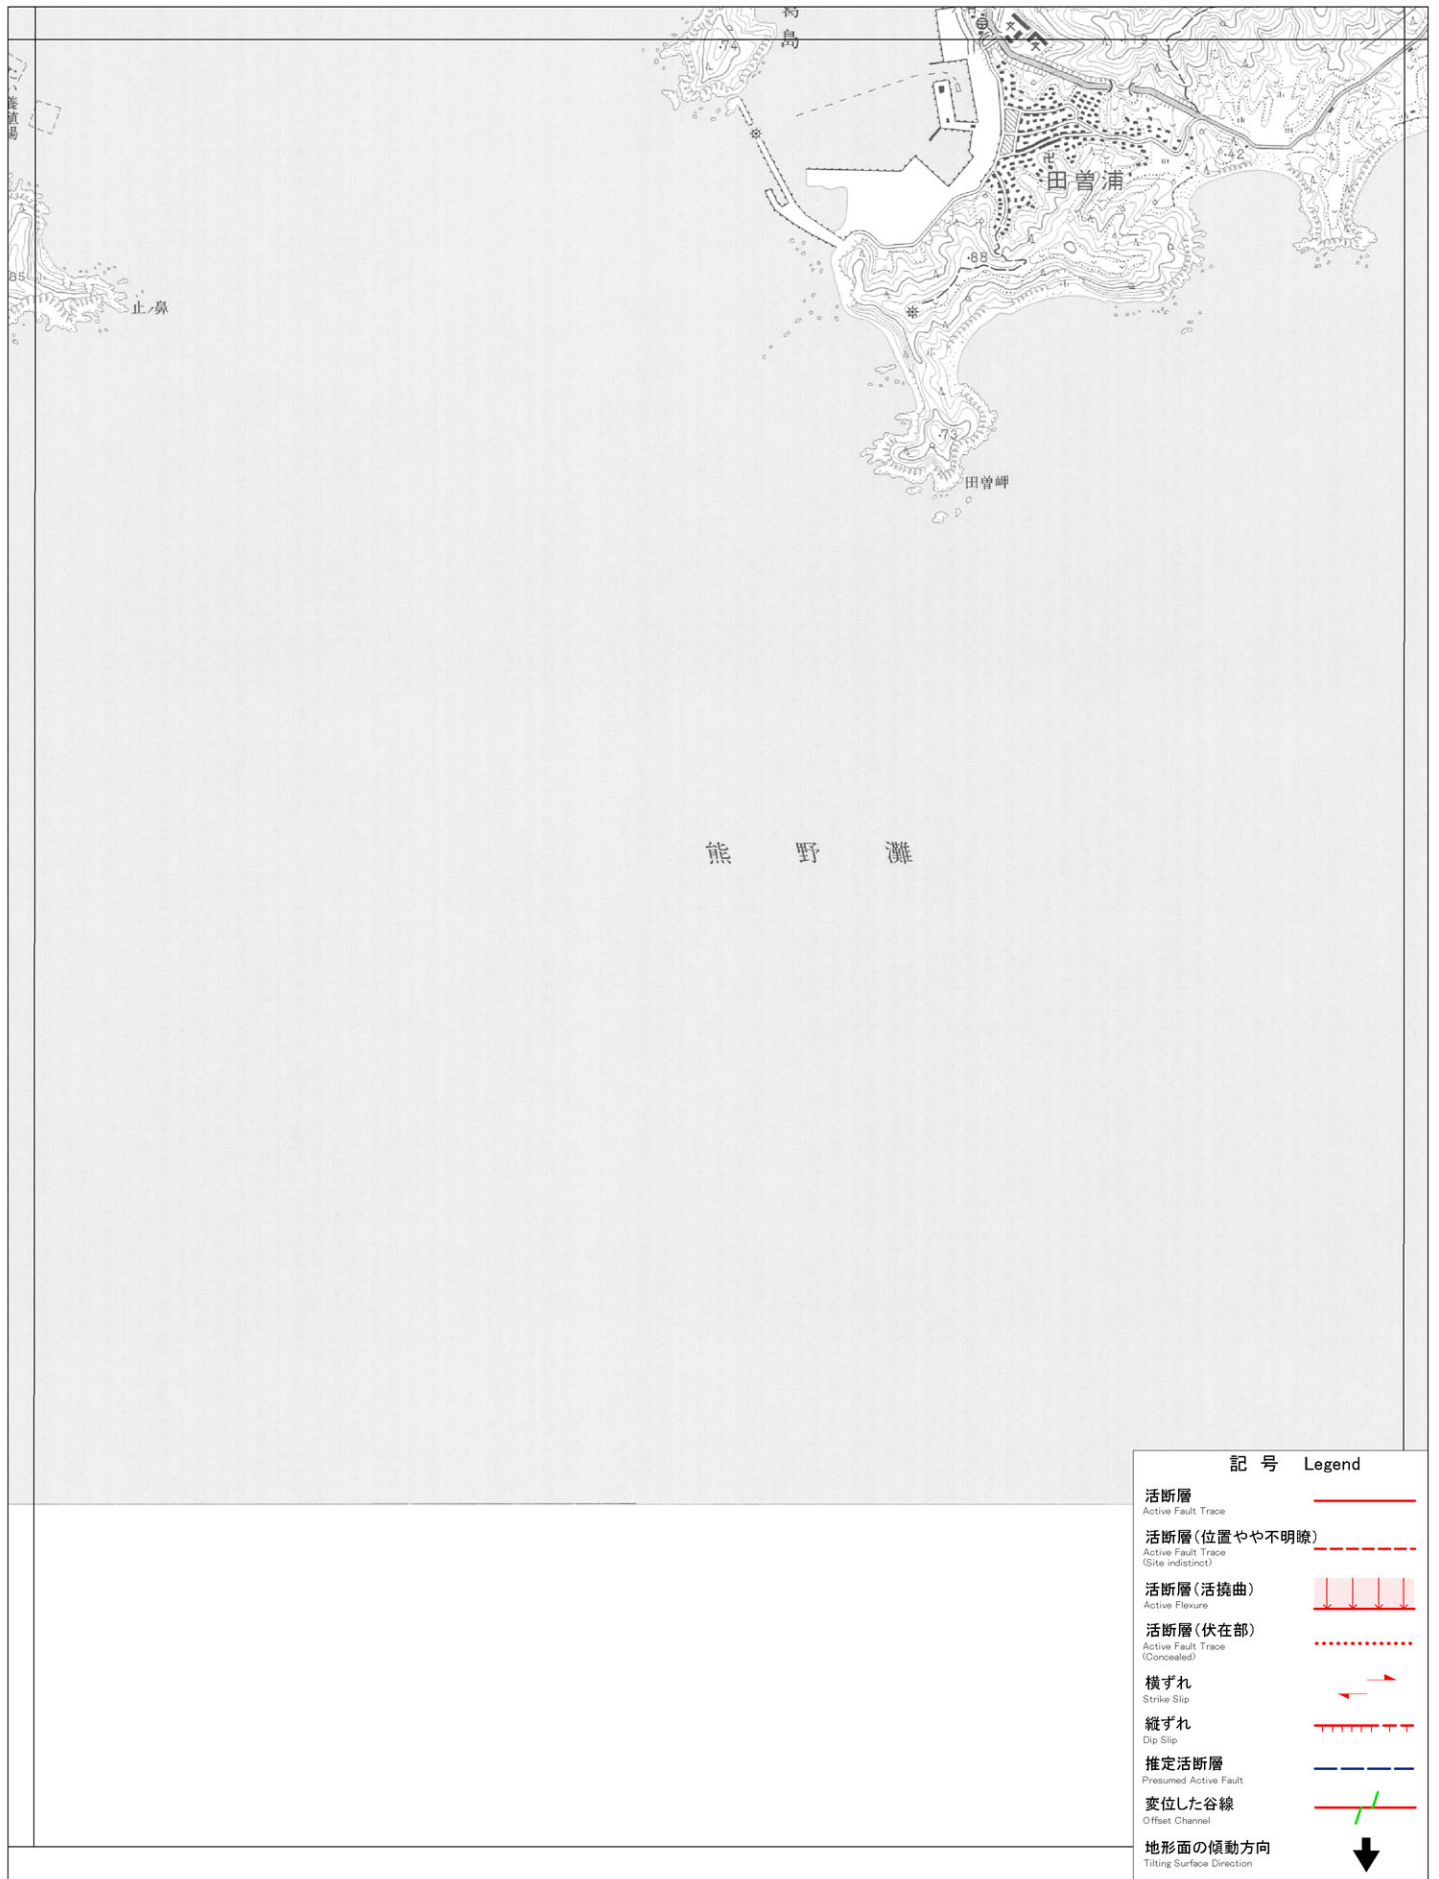 島
74
119
養殖場
42
田曽浦
88
85
止ノ鼻
73
田曽岬
熊野灘
記号 Legend
活断層
Active Fault Trace
活断層(位置やや不明瞭)
Active Fault Trace
(Site indistinct)
活断層(活撓曲)
Active Flexure
活断層(伏在部)
Active Fault Trace
(Concealed)
横ずれ
Strike Slip
縦ずれ
Dip Slip
推定活断層
Presumed Active Fault
変位した谷線
Offset Channel
地形面の傾動方向
Tilting Surface Direction